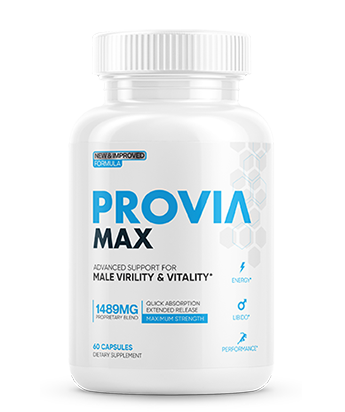 NEW & IMPROVED
FORMULA
PROVIA
MAX
ADVANCED SUPPORT FOR
MALE VIRILITY & VITALITY*
1489MG
PROPRIETARY BLEND
QUICK ABSORPTION
EXTENDED RELEASE
MAXIMUM STRENGTH
60 CAPSULES
DIETARY SUPPLEMENT
ENERGY*
LIBIDO*
PERFORMANCE*